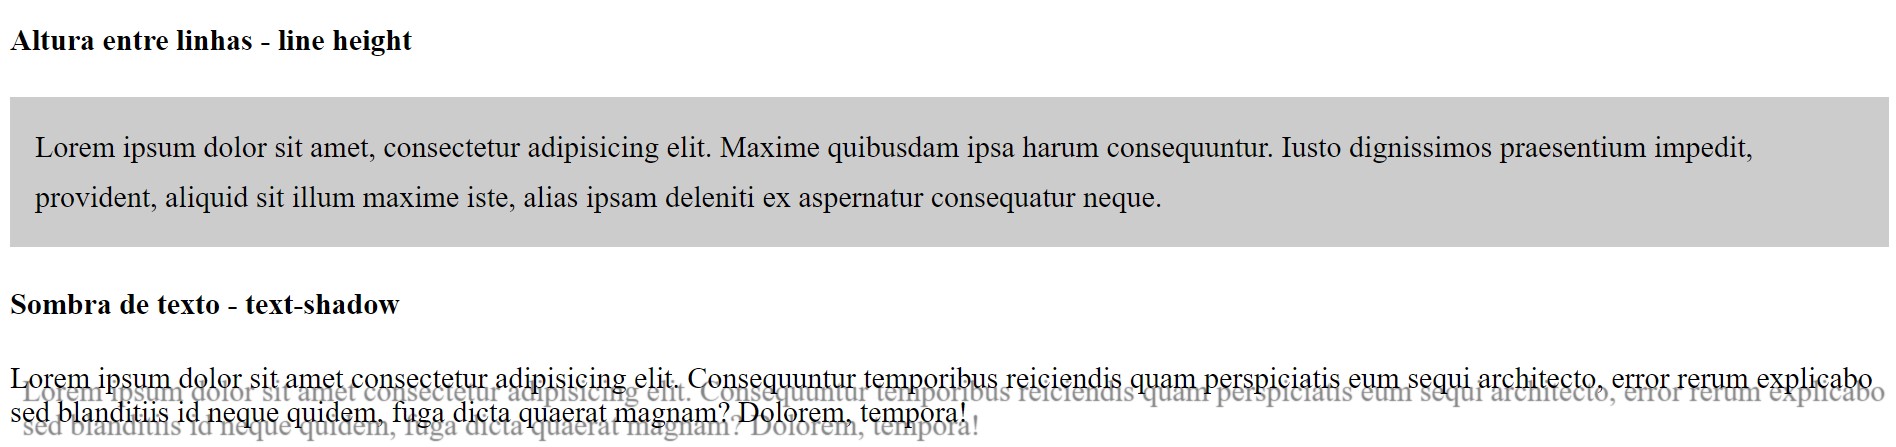 Altura entre linhas - line height
Lorem ipsum dolor sit amet, consectetur adipisicing elit. Maxime quibusdam ipsa harum consequuntur. Iusto dignissimos praesentium impedit,
provident, aliquid sit illum maxime iste, alias ipsam deleniti ex aspernatur consequatur neque.
Sombra de texto - text-shadow
Lorem ipsum dolor sit amet consectetur adipisicing elit. Consequuntur temporibus reiciendis quam perspiciatis eum sequi architecto, error rerum explicabo
sed blanditiis id neque quidem, fuga dicta quaerat magnam? Dolorem, tempora!